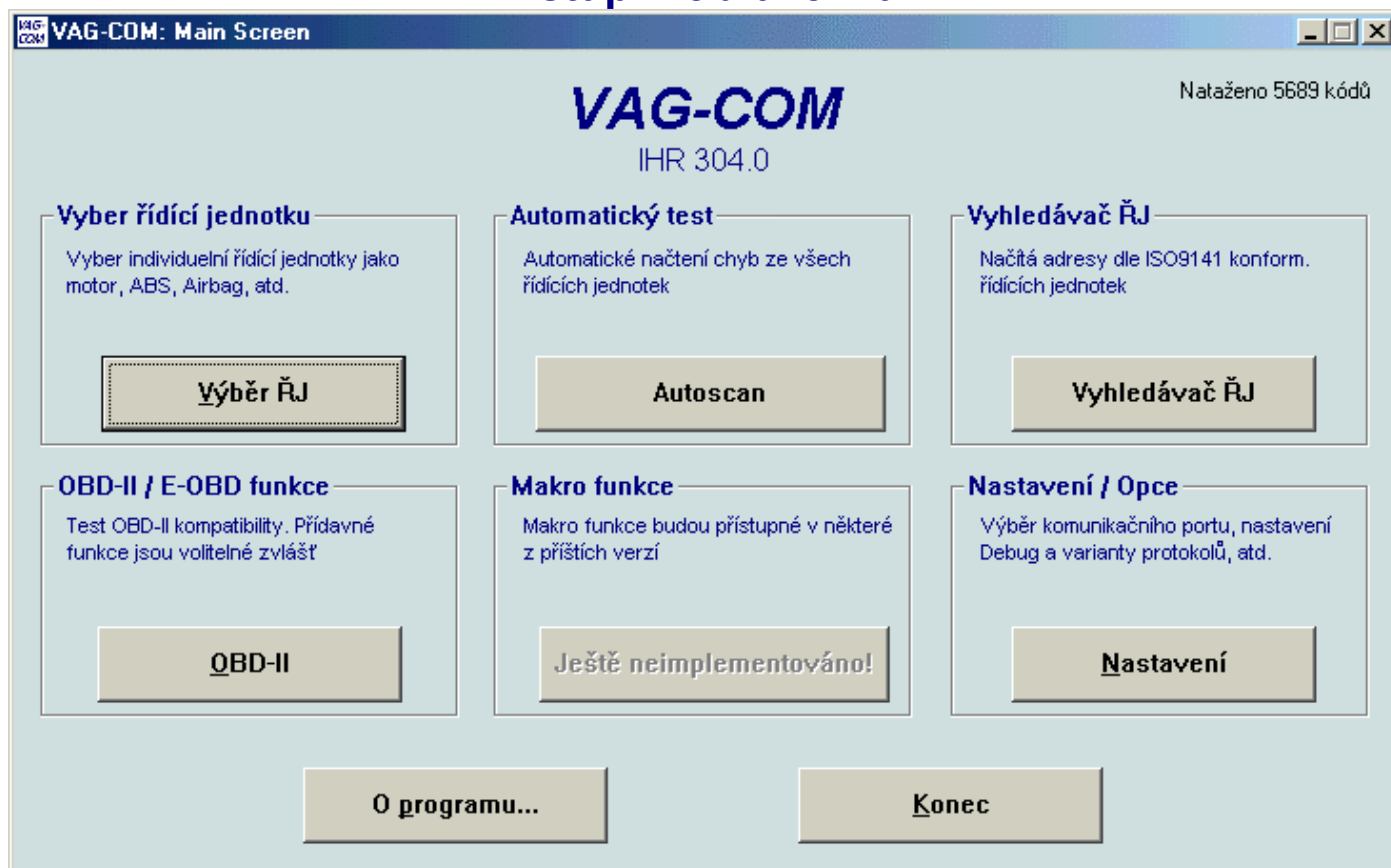 VAG-COM: Main Screen
VAG-COM
IHR 304.0
Nataženo 5689 kódů
Vyber řídící jednotku
Vyber individuelní řídící jednotky jako
motor, ABS, Airbag, atd.
Výběr ŘJ
Automatický test
Automatické načtení chyb ze všech
řídících jednotek
Autoscan
Vyhledávač ŘJ
Načítá adresy dle ISO9141 konform.
řídících jednotek
Vyhledávač ŘJ
OBD-II / E-OBD funkce
Test OBD-II kompatibility. Přídavné
funkce jsou volitelné zvlášť
OBD-II
Makro funkce
Makro funkce budou přístupné v některé
z příštích verzí
Ještě neimplementováno!
Nastavení / Opce
Výběr komunikačního portu, nastavení
Debug a varianty protokolů, atd.
Nastavení
O programu...
Konec